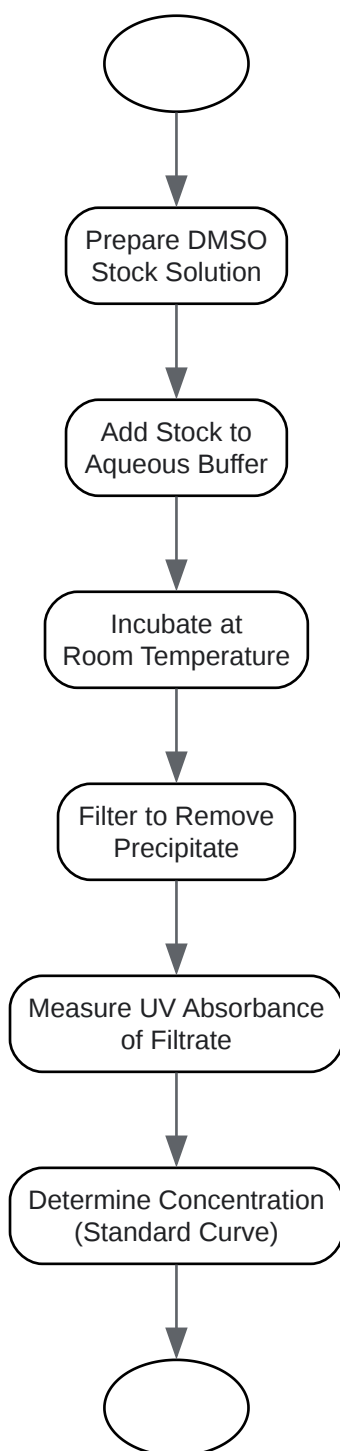 Prepare DMSO
Stock Solution
Add Stock to
Aqueous Buffer
Incubate at
Room Temperature
Filter to Remove
Precipitate
Measure UV Absorbance
of Filtrate
Determine Concentration
(Standard Curve)